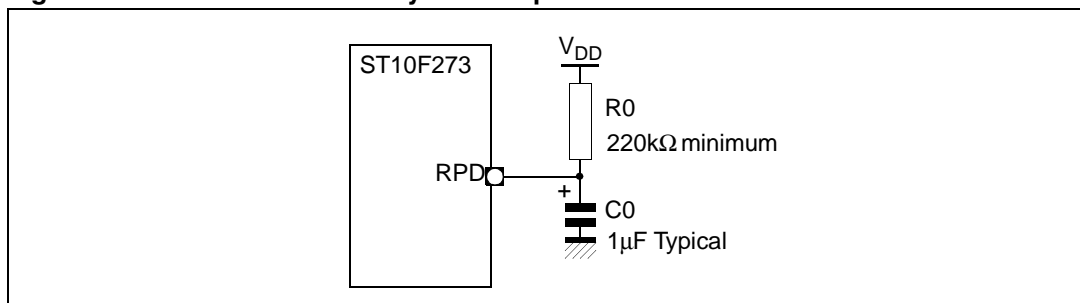 V_DD
ST10F273
R0
220kΩ minimum
RPD
+
C0
1µF Typical